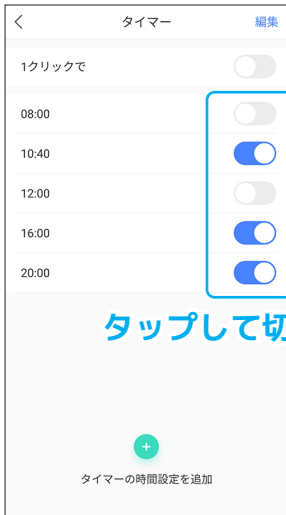 タイマー 編集
1クリックで
08:00
10:40
12:00
16:00
20:00
タップして切
タイマーの時間設定を追加